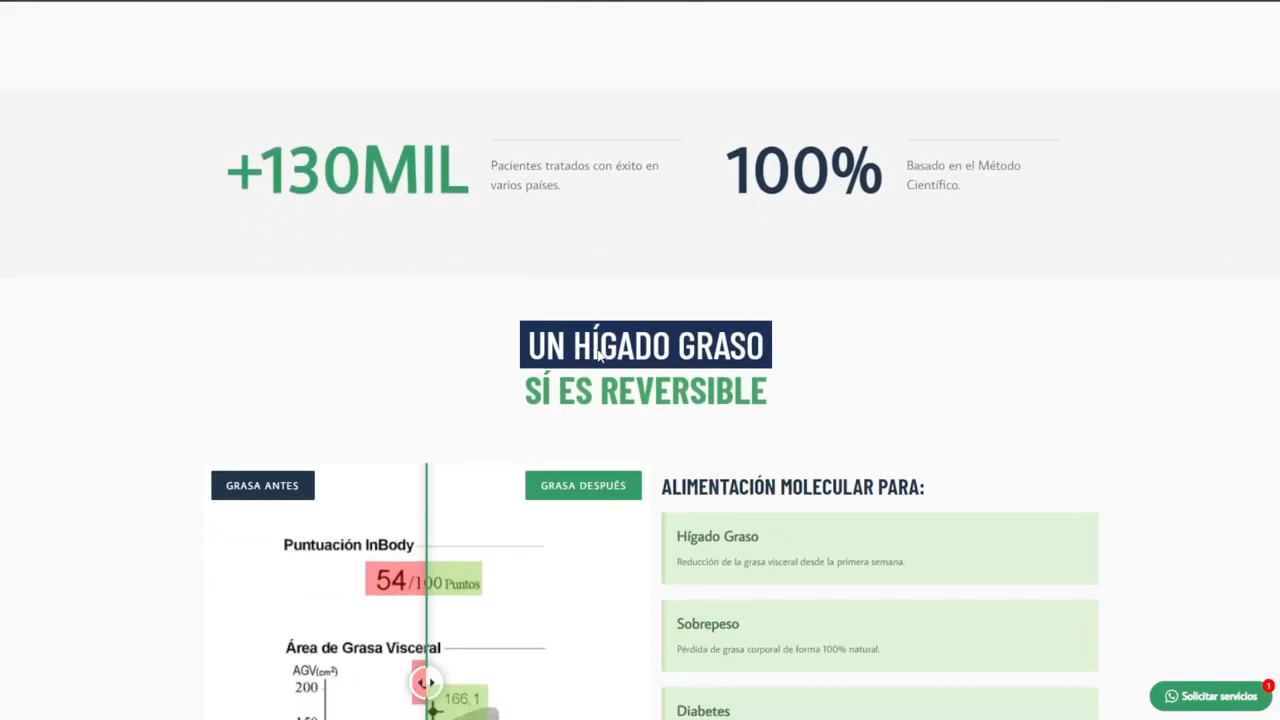 +130MIL
Pacientes tratados con éxito en
varios países.
100%
Basado en el Método
Científico.
UN HÍGADO GRASO
SÍ ES REVERSIBLE
GRASA ANTES
GRASA DESPUÉS
Puntuación InBody
54/100 Puntos
Área de Grasa Visceral
AGV(cm²)
200
166,1
ALIMENTACIÓN MOLECULAR PARA:
Hígado Graso
Reducción de la grasa visceral desde la primera semana.
Sobrepeso
Pérdida de grasa corporal de forma 100% natural.
Diabetes
Solicitar servicios
1